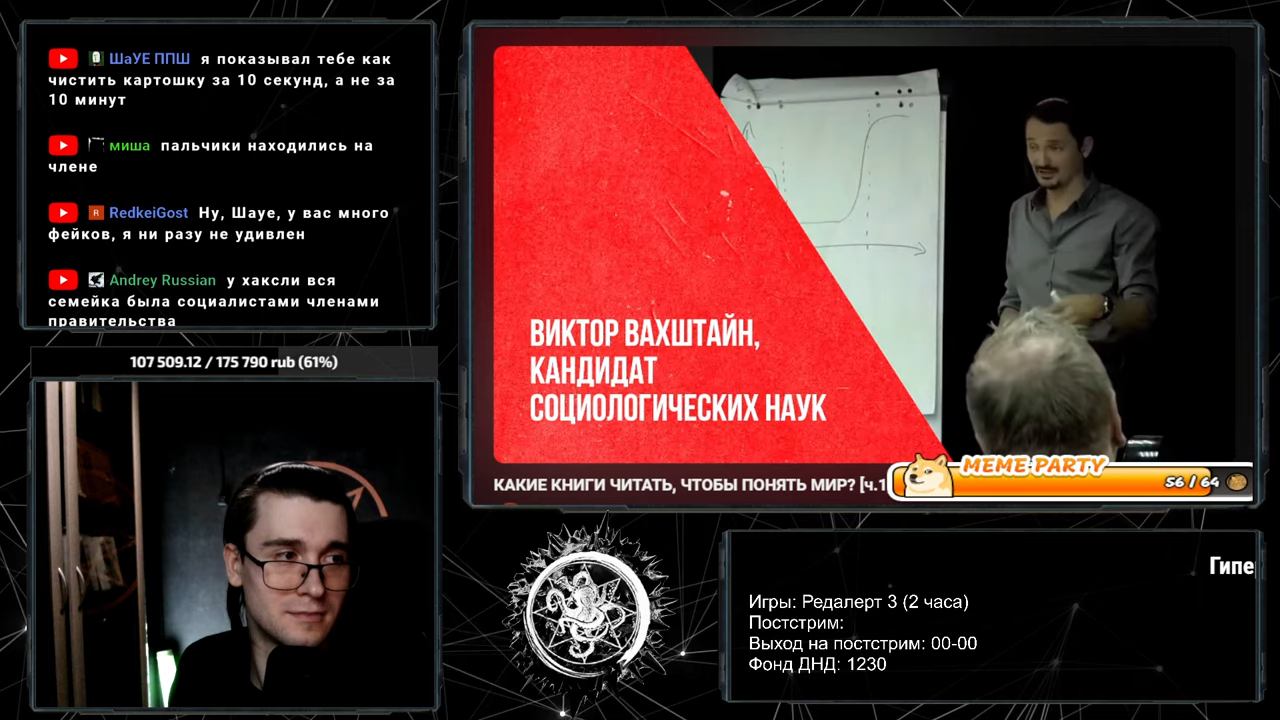 ШаУЕ ППШ я показывал тебе как
чистить картошку за 10 секунд, а не за
10 минут
миша пальчики находились на
члене
RedkeiGost Ну, Шауе, у вас много
фейков, я ни разу не удивлен
Andrey Russian у хаксли вся
семейка была социалистами членами
правительства
107 509.12 / 175 790 rub (61%)
ВИКТОР ВАХШТАЙН,
КАНДИДАТ
СОЦИОЛОГИЧЕСКИХ НАУК
КАКИЕ КНИГИ ЧИТАТЬ, ЧТОБЫ ПОНЯТЬ МИР? [ч.1
MEME PARTY
56 / 64
Гипе
Игры: Редалерт 3 (2 часа)
Постстрим:
Выход на постстрим: 00-00
Фонд ДНД: 1230